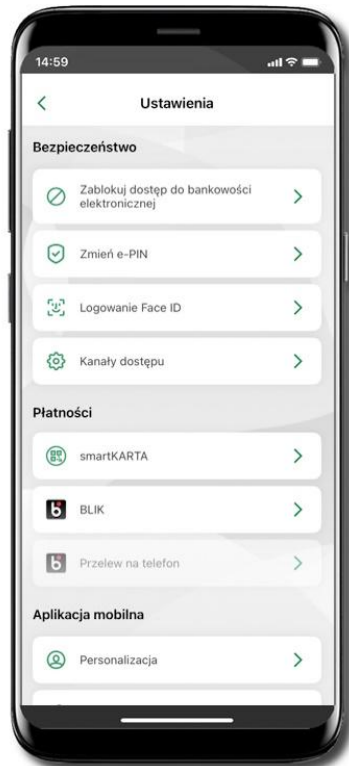 14:59
Ustawienia
Bezpieczeństwo
Zablokuj dostęp do bankowości
elektronicznej
Zmień e-PIN
Logowanie Face ID
Kanały dostępu
Płatności
smartKARTA
BLIK
Przelew na telefon
Aplikacja mobilna
Personalizacja